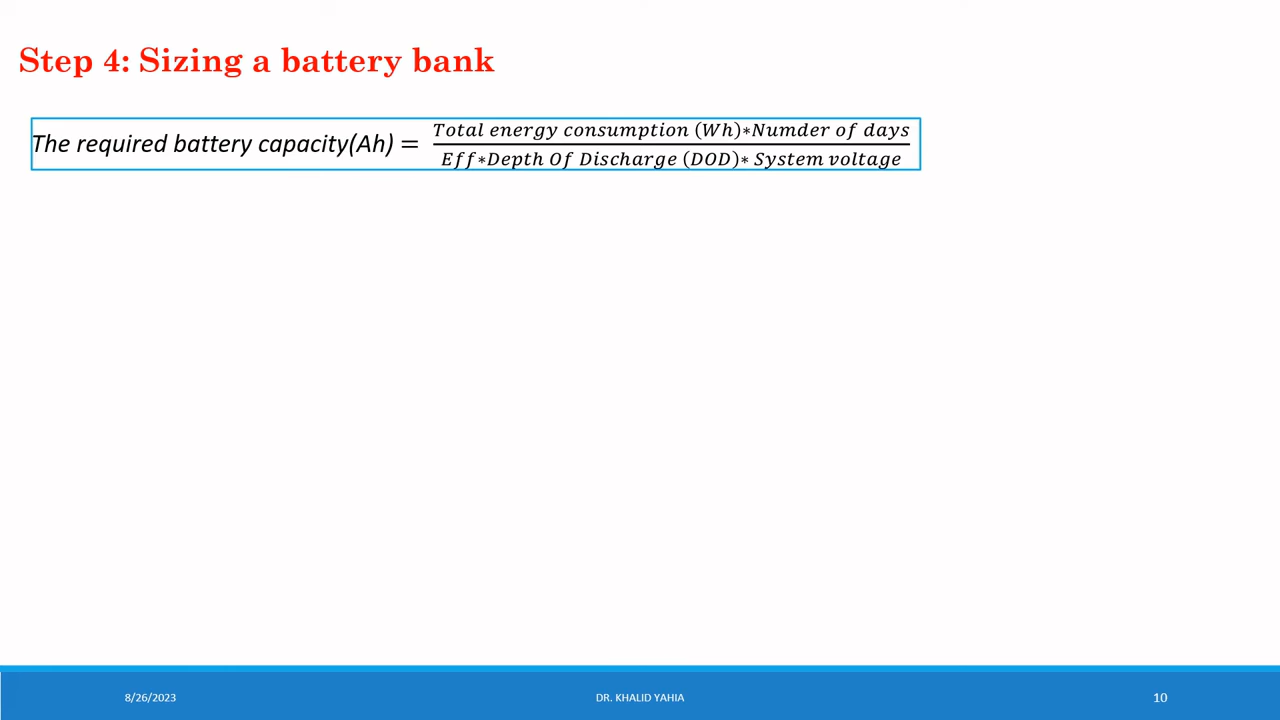 Step 4: Sizing a battery bank
The required battery capacity(Ah) = \frac{Total energy consumption (Wh)∗Numder of days}{Eff∗Depth Of Discharge (DOD)∗ System voltage}
8/26/2023
DR. KHALID YAHIA
10